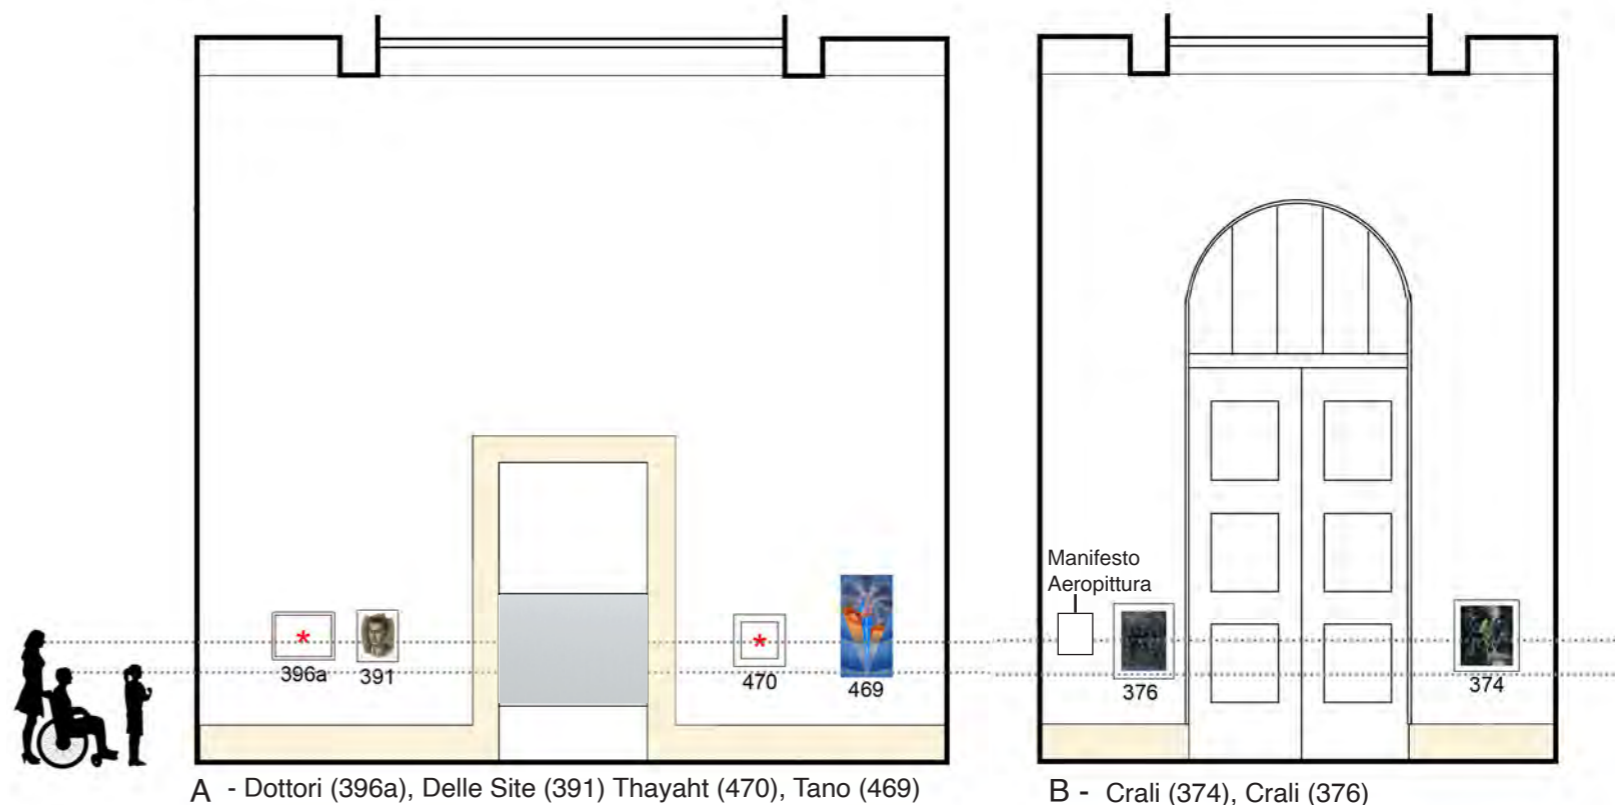 Manifesto
Aeropittura
*
396a
391
*
470
469
376
374
A - Dottori (396a), Delle Site (391) Thayaht (470), Tano (469)
B - Crali (374), Crali (376)